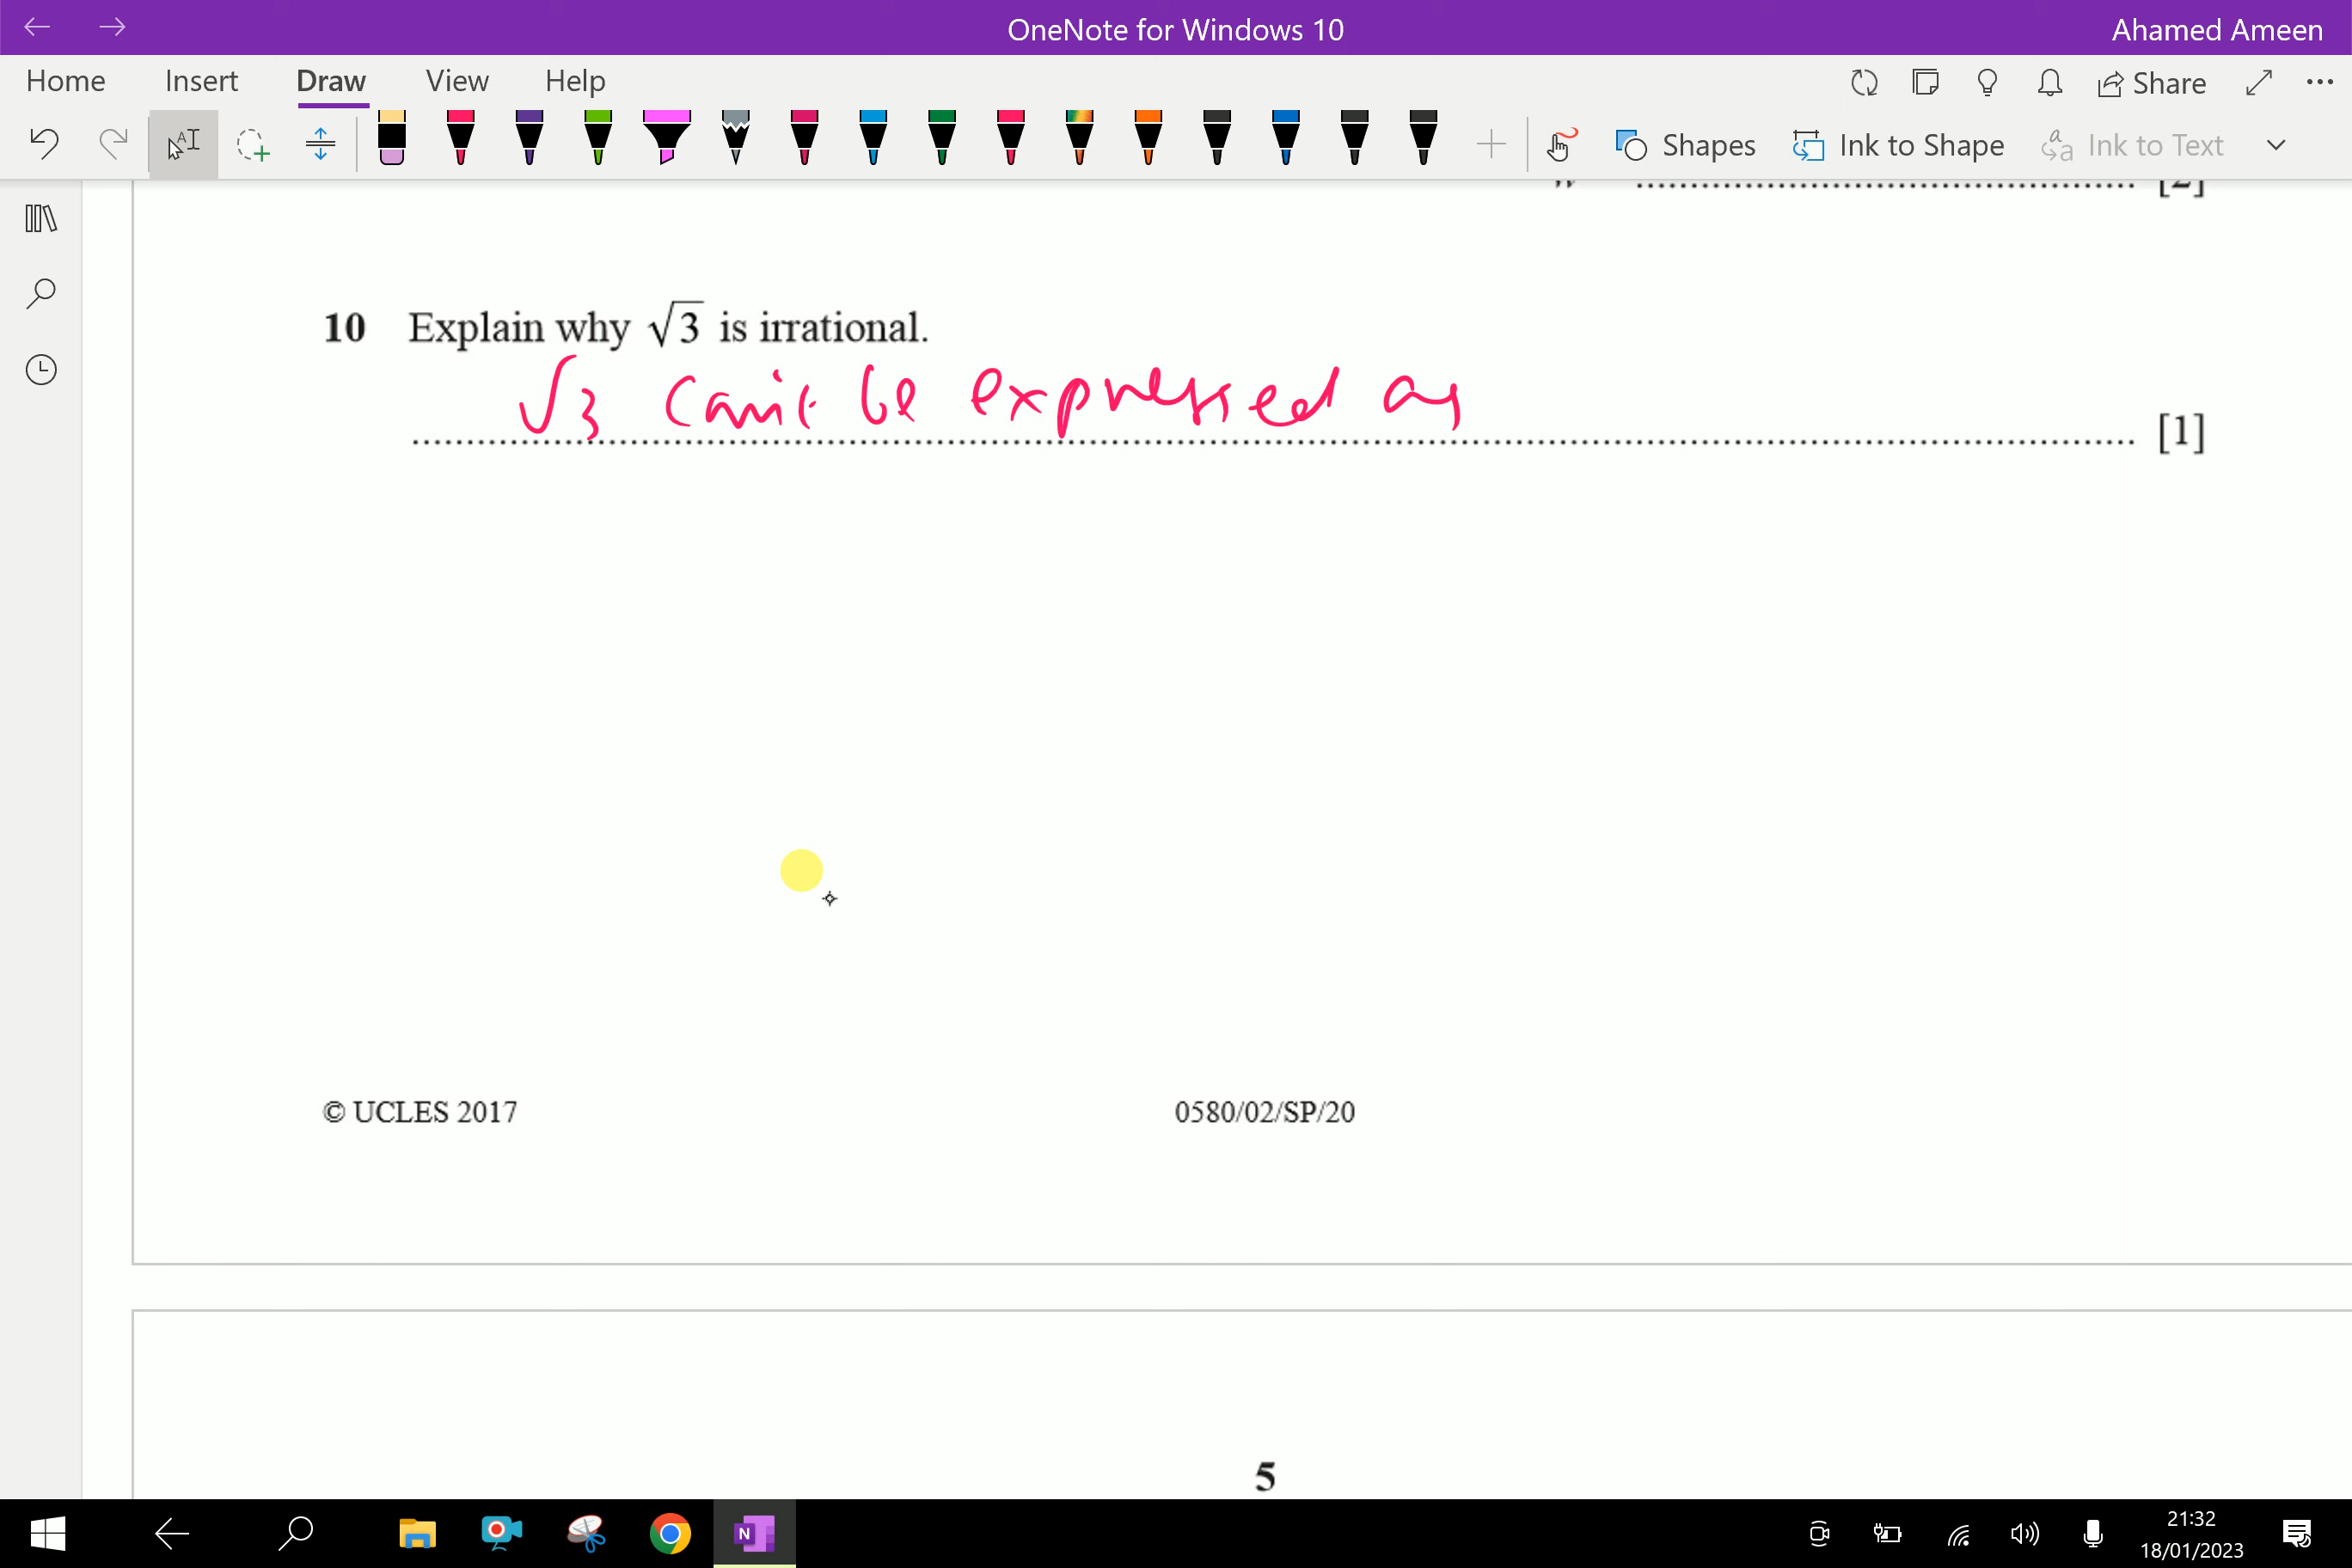 OneNote for Windows 10
Ahamed Ameen
Home Insert Draw View Help
Share
Shapes Ink to Shape Ink to Text
[2]
10 Explain why √3 is irrational.
√3 can't be expressed as
[1]
© UCLES 2017
0580/02/SP/20
5
21:32
18/01/2023